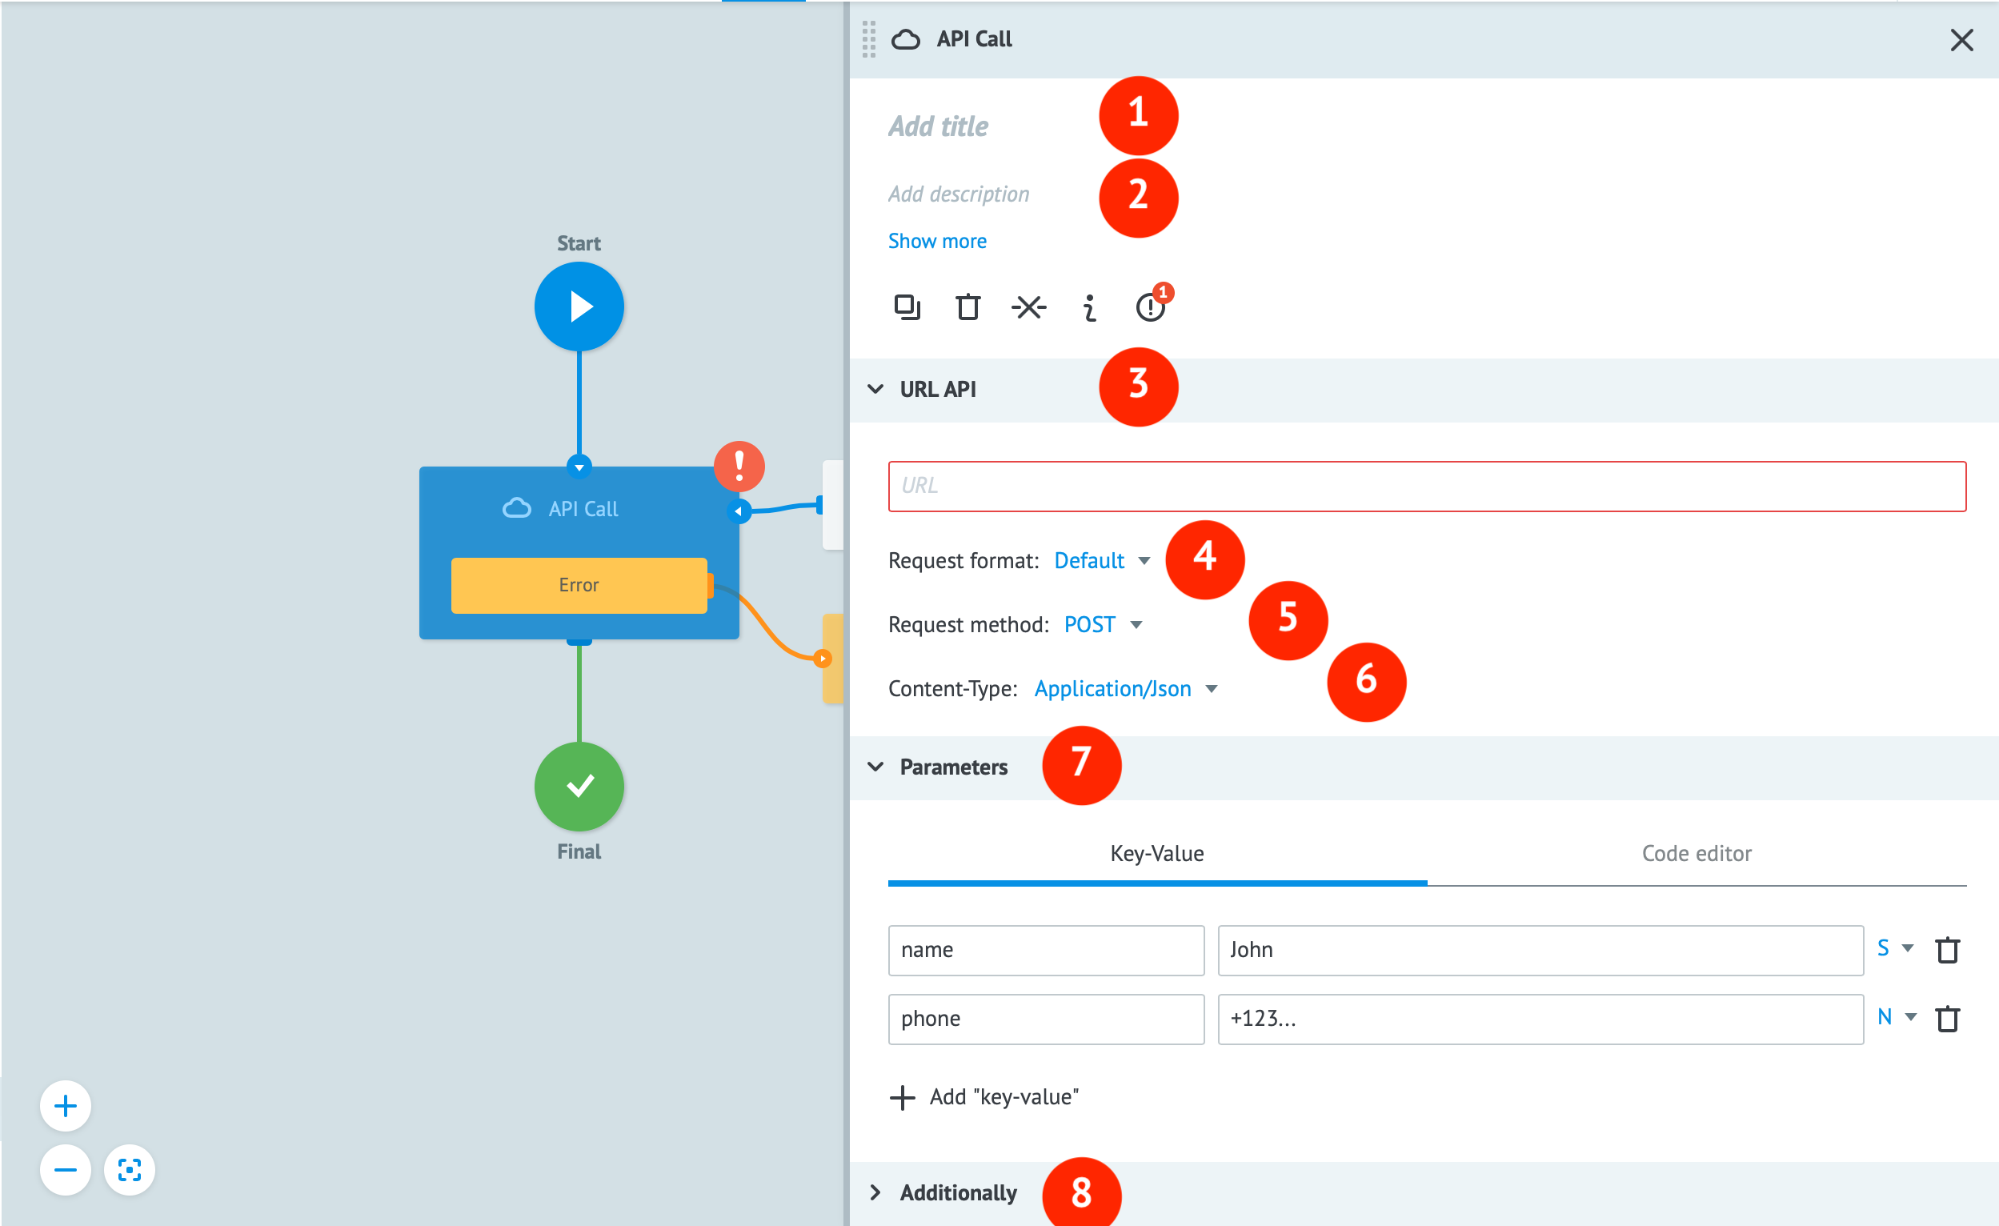 Start
API Call
Error
Final
API Call
Add title
1
Add description
2
Show more
1
URL API
3
URL
Request format: Default
4
Request method: POST
5
Content-Type: Application/Json
6
Parameters
7
Key-Value
Code editor
name
John
S
phone
+123...
N
Add "key-value"
Additionally
8